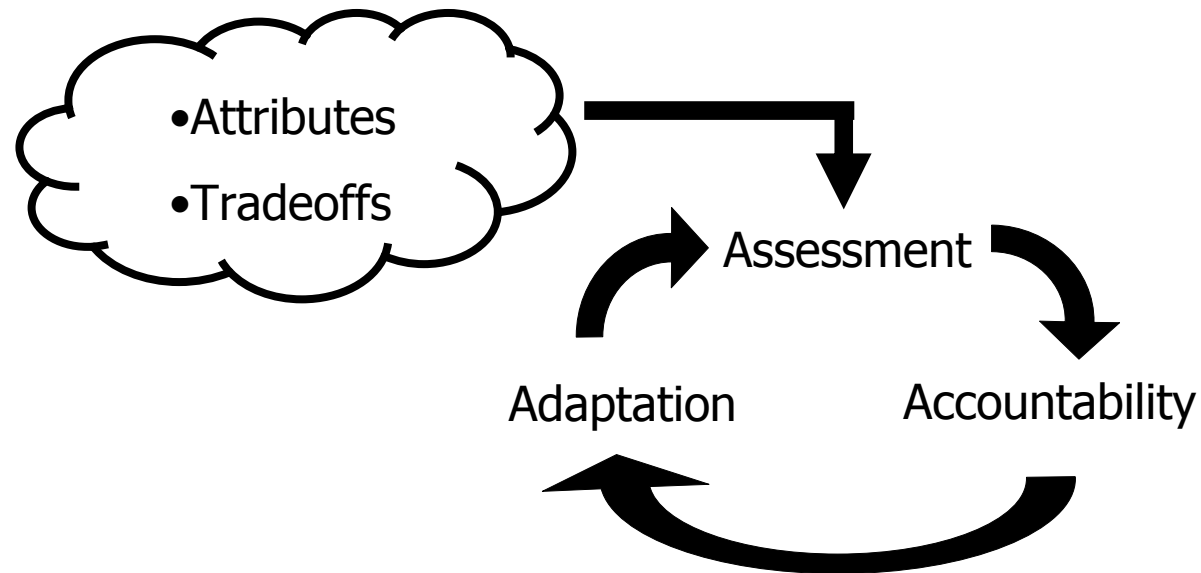 •Attributes
•Tradeoffs
Assessment
Adaptation
Accountability